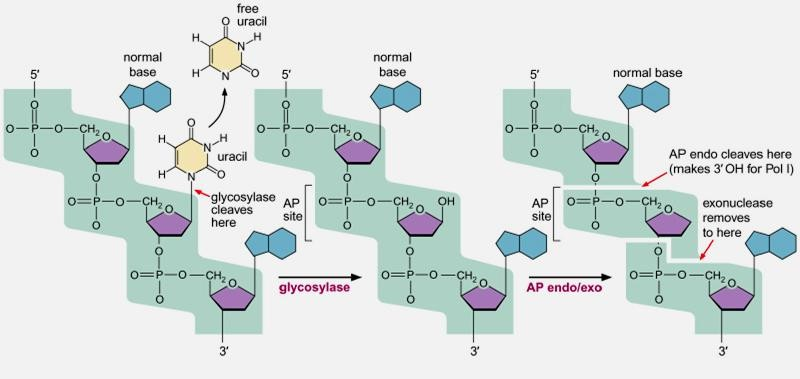 free
uracil
O
H
N
H
H
N
O
5′
normal
base
O
O
P
O
CH2
O
O
O
H
N
H
uracil
H
N
O
glycosylase
cleaves
here
O
O
P
O
CH2
O
O
O
O
P
O
CH2
O
O
3′
glycosylase
5′
normal
base
O
O
P
O
CH2
O
O
AP
site
O
O
P
O
CH2
O
OH
O
O
O
P
O
CH2
O
O
3′
AP endo/exo
5′
normal base
O
O
P
O
CH2
O
O
AP endo cleaves here
(makes 3′ OH for Pol I)
AP
site
O
O
P
O
CH2
O
O
exonuclease
removes
to here
O
O
P
O
CH2
O
O
3′